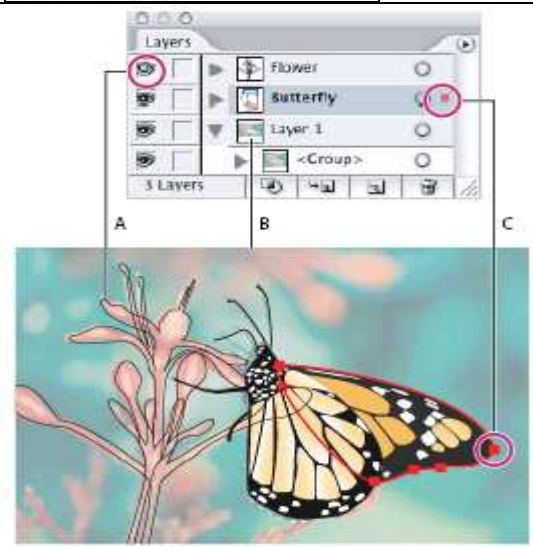 Layers
Flower
Butterfly
Layer 1
<Group>
3 Layers
A
B
C